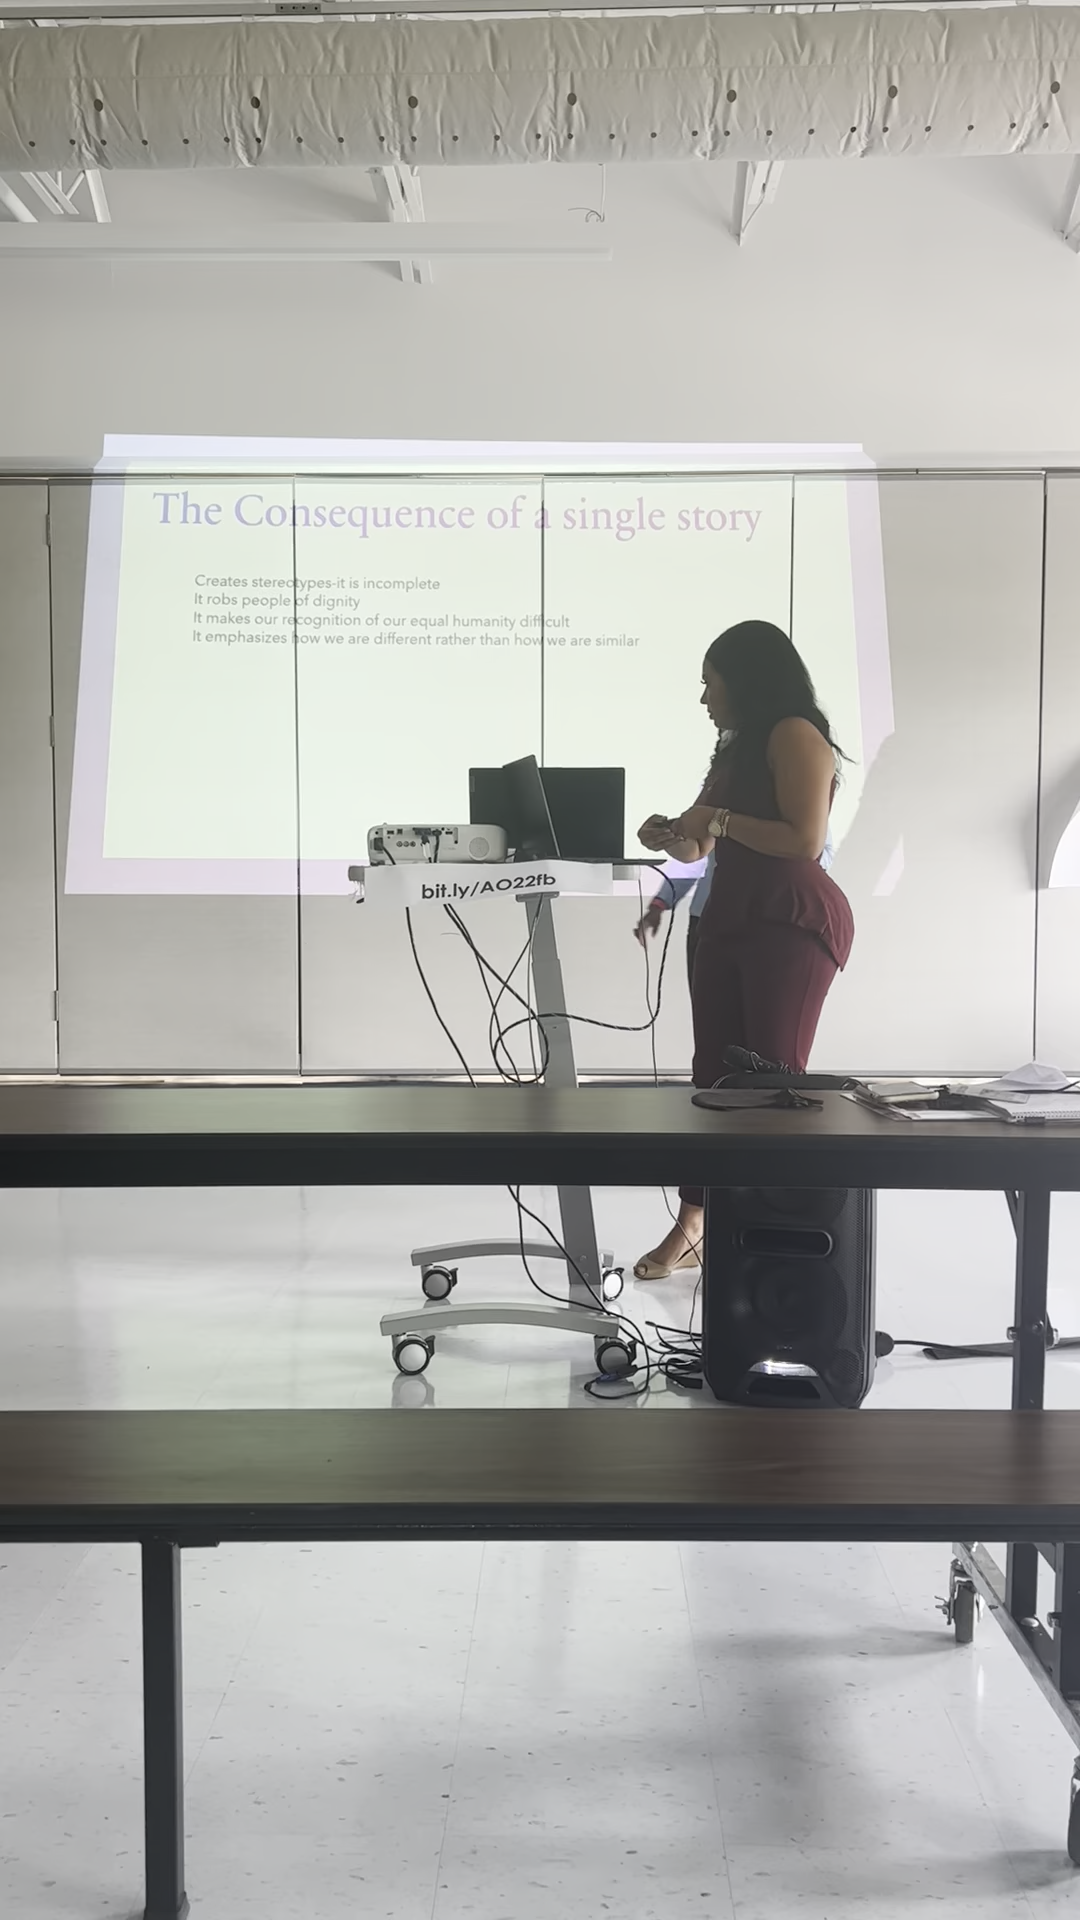 The Consequence of a single story
Creates stereotypes-it is incomplete
It robs people of dignity
It makes our recognition of our equal humanity difficult
It emphasizes how we are different rather than how we are similar
bit.ly/AO22fb